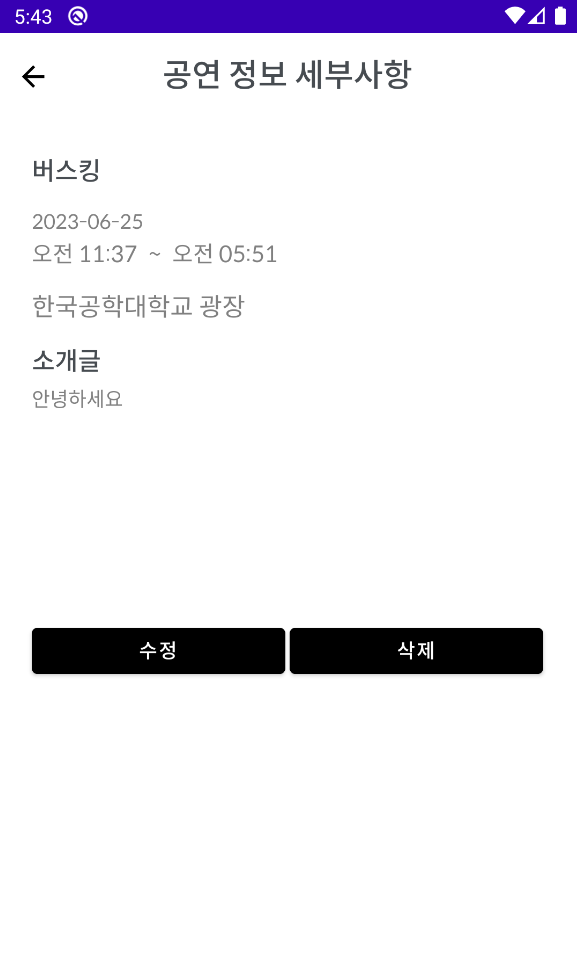 5:43
공연 정보 세부사항
버스킹
2023-06-25
오전 11:37 ~ 오전 05:51
한국공학대학교 광장
소개글
안녕하세요
수정 삭제